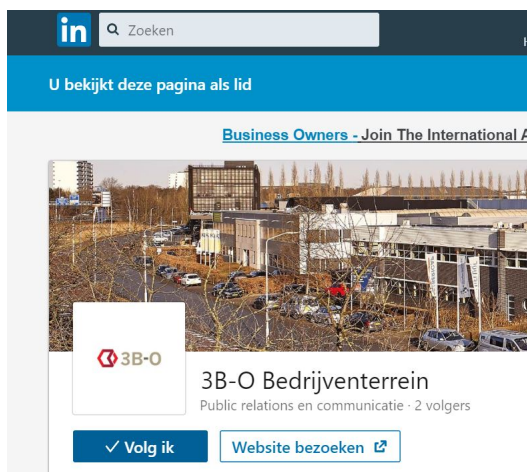 in
Zoeken
U bekijkt deze pagina als lid
Business Owners - Join The International
3B-O
3B-O Bedrijventerrein
Public relations en communicatie · 2 volgers
✓ Volg ik
Website bezoeken